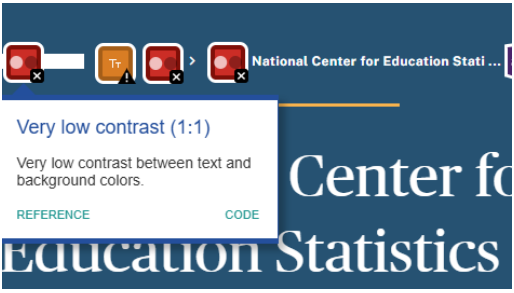 Tт
> National Center for Education Stati ...
Very low contrast (1:1)
Very low contrast between text and
background colors.
REFERENCE CODE
Center fo
Education Statistics